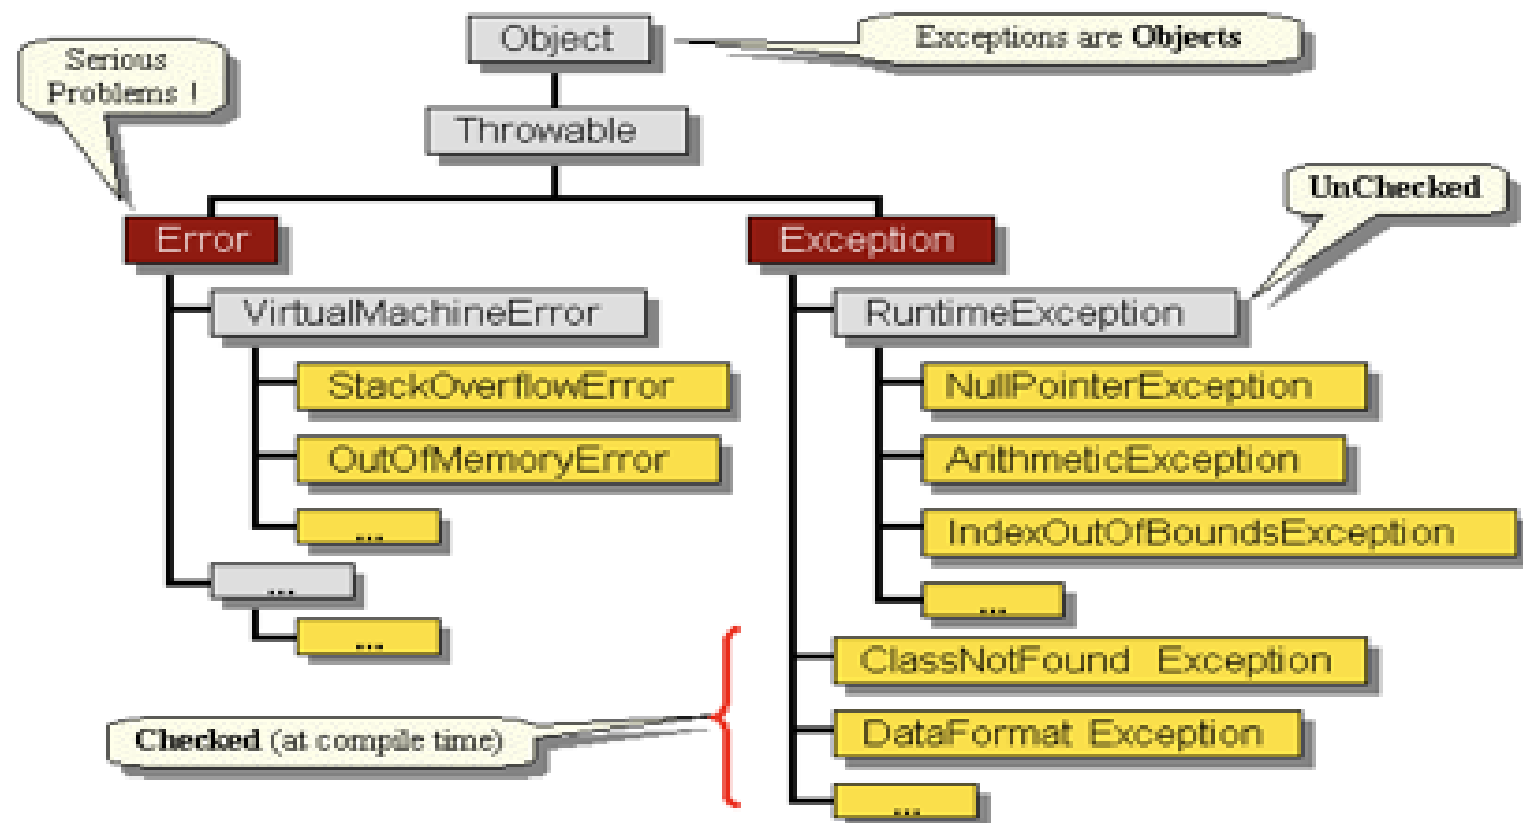 Object
Exceptions are Objects
Serious
Problems !
Throwable
UnChecked
Error
Exception
VirtualMachineError
RuntimeException
StackOverflowError
NullPointerException
OutOfMemoryError
ArithmeticException
...
IndexOutOfBoundsException
...
...
...
ClassNotFound Exception
Checked (at compile time)
DataFormat Exception
...